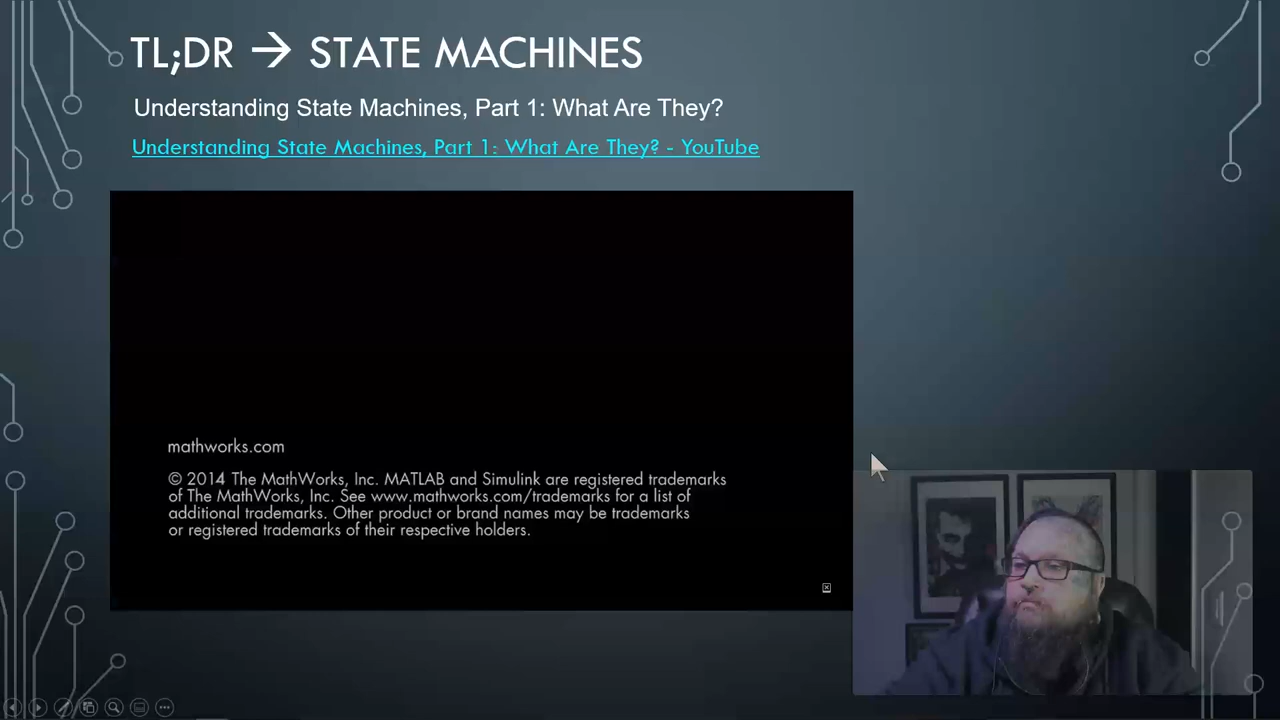 TL;DR → STATE MACHINES
Understanding State Machines, Part 1: What Are They?
Understanding State Machines, Part 1: What Are They? - YouTube
mathworks.com
© 2014 The MathWorks, Inc. MATLAB and Simulink are registered trademarks
of The MathWorks, Inc. See www.mathworks.com/trademarks for a list of
additional trademarks. Other product or brand names may be trademarks
or registered trademarks of their respective holders.